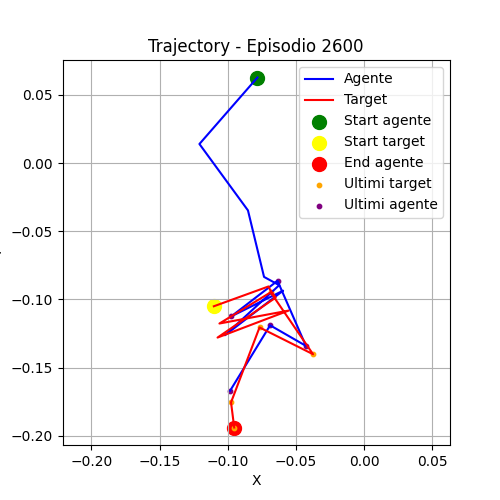 Trajectory - Episodio 2600
Agente
Target
Start agente
Start target
End agente
Ultimi target
Ultimi agente
0.05
0.00
−0.05
−0.10
−0.15
−0.20
−0.20
−0.15
−0.10
−0.05
0.00
0.05
X